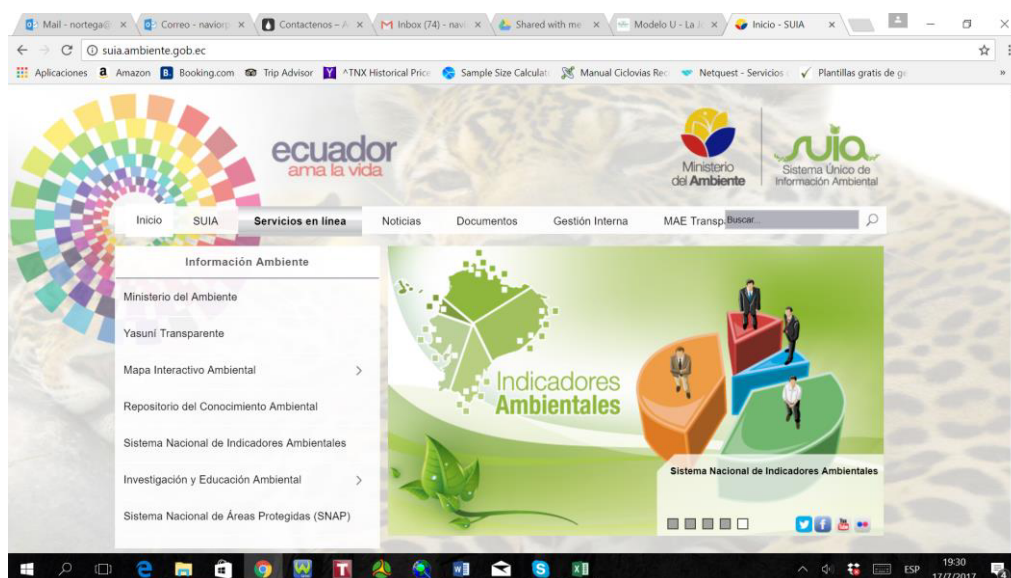 Mail - nortega@ Correo - naviorp Contactenos – A Inbox (74) - navi Shared with me Modelo U - La Inicio - SUIA
suia.ambiente.gob.ec
Aplicaciones Amazon Booking.com Trip Advisor ^TNX Historical Price Sample Size Calculat Manual Ciclovias Rec Netquest - Servicios Plantillas gratis de ge »
ecuador
ama la vida
Ministerio
del Ambiente
suia
Sistema Único de
Información Ambiental
Inicio SUIA Servicios en línea Noticias Documentos Gestión Interna MAE Transp Buscar...
Información Ambiente
Ministerio del Ambiente
Yasuní Transparente
Mapa Interactivo Ambiental
Repositorio del Conocimiento Ambiental
Sistema Nacional de Indicadores Ambientales
Investigación y Educación Ambiental
Sistema Nacional de Áreas Protegidas (SNAP)
Indicadores
Ambientales
Sistema Nacional de Indicadores Ambientales
ESP
19:30
17/7/2017